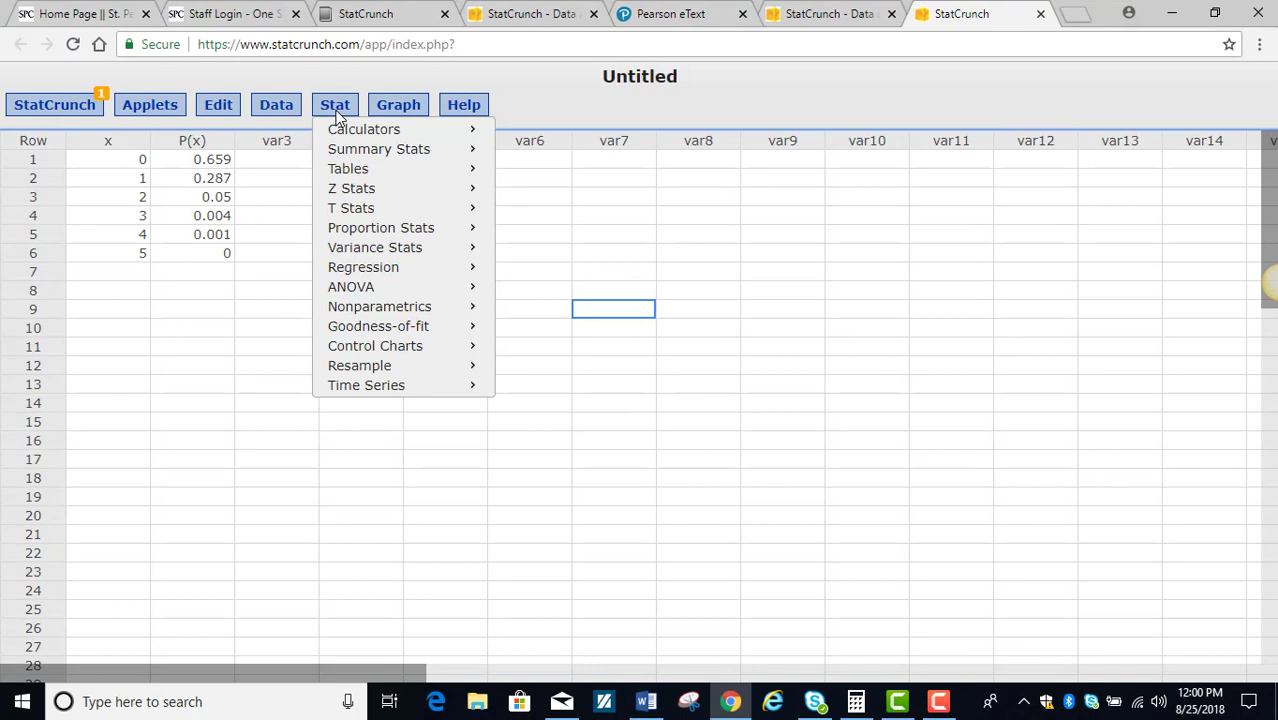 SPC Home Page || St. Pe
SPC Staff Login - One S
StatCrunch
StatCrunch - Data a
Pearson eText
StatCrunch - Data a
StatCrunch
Secure
https://www.statcrunch.com/app/index.php?
Untitled
StatCrunch 1 Applets Edit Data Stat Graph Help
Row x P(x) var3 var6 var7 var8 var9 var10 var11 var12 var13 var14
1 0 0.659
2 1 0.287
3 2 0.05
4 3 0.004
5 4 0.001
6 5 0
7
8
9
10
11
12
13
14
15
16
17
18
19
20
21
22
23
24
25
26
27
28
Calculators
Summary Stats
Tables
Z Stats
T Stats
Proportion Stats
Variance Stats
Regression
ANOVA
Nonparametrics
Goodness-of-fit
Control Charts
Resample
Time Series
Type here to search
12:00 PM
8/25/2018